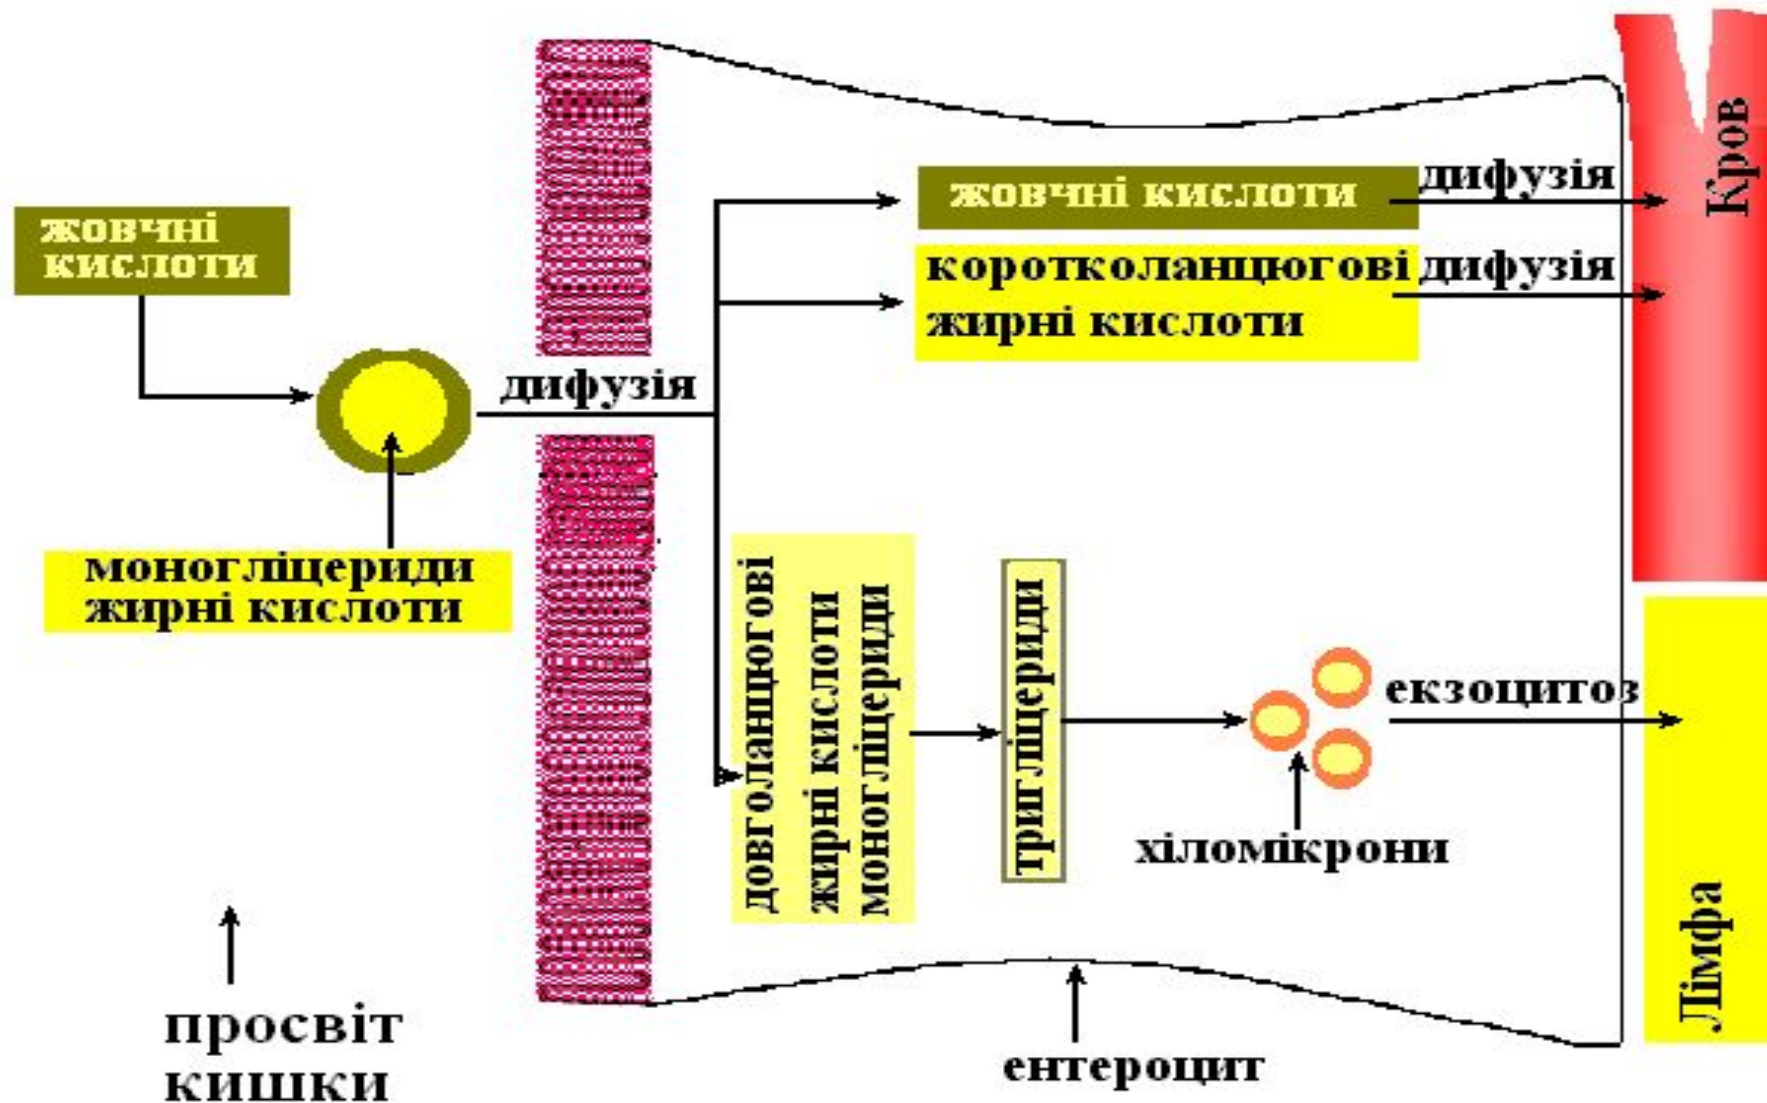 жовчні
кислоти
моногліцериди
жирні кислоти
просвіт
кишки
дифузія
жовчні кислоти
дифузія
коротколанцюгові
жирні кислоти
дифузія
довголанцюгові
жирні кислоти
моногліцериди
тригліцериди
хіломікрони
екзоцитоз
ентероцит
Кров
Лімфа